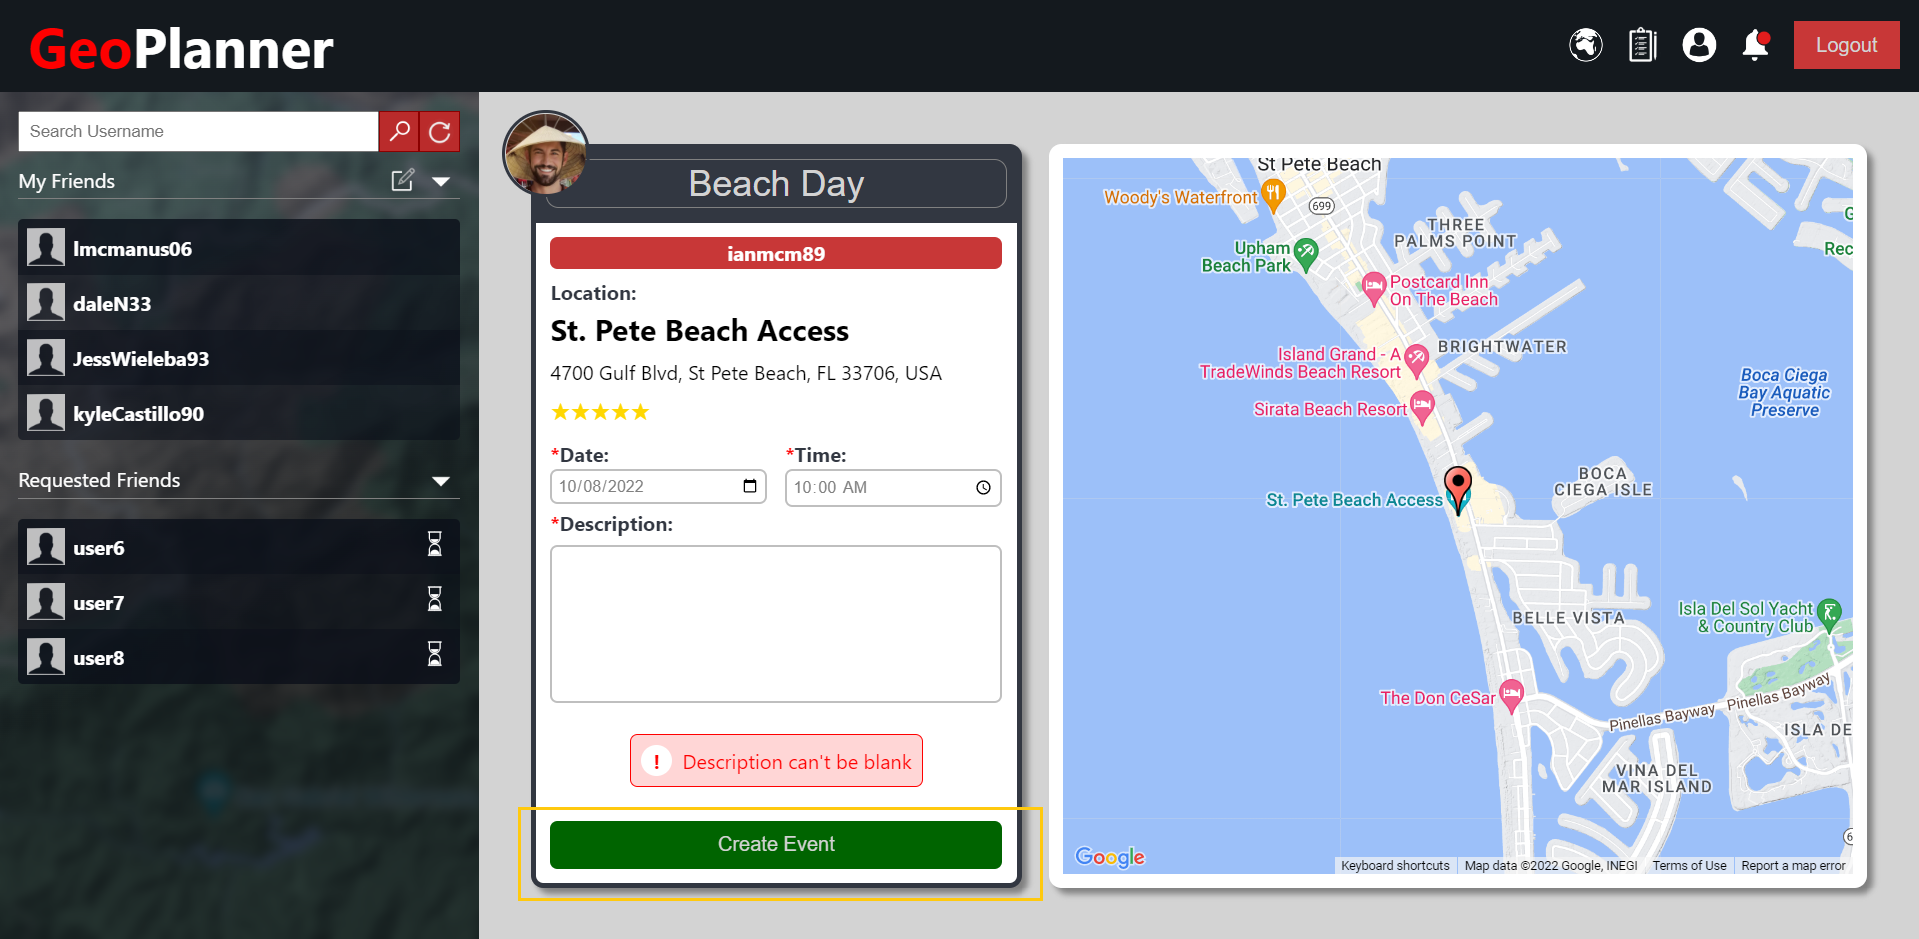 GeoPlanner
Logout
Search Username
My Friends
lmcmanus06
daleN33
JessWieleba93
kyleCastillo90
Requested Friends
user6
user7
user8
Beach Day
ianmcm89
Location:
St. Pete Beach Access
4700 Gulf Blvd, St Pete Beach, FL 33706, USA
*Date:
*Time:
10/08/2022
10:00 AM
*Description:
! Description can't be blank
Create Event
St Pete Beach
Woody's Waterfront
699
THREE
PALMS POINT
Upham
Beach Park
G
Rec
Postcard Inn
On The Beach
BRIGHTWATER
Island Grand - A
TradeWinds Beach Resort
Boca Ciega
Bay Aquatic
Preserve
Sirata Beach Resort
BOCA
CIEGA ISLE
St. Pete Beach Access
BELLE VISTA
Isla Del Sol Yacht
& Country Club
The Don CeSar
Pinellas Bayway
Pinellas Bayway
ISLA DE
VINA DEL
MAR ISLAND
6
Google
Keyboard shortcuts
Map data ©2022 Google, INEGI
Terms of Use
Report a map error